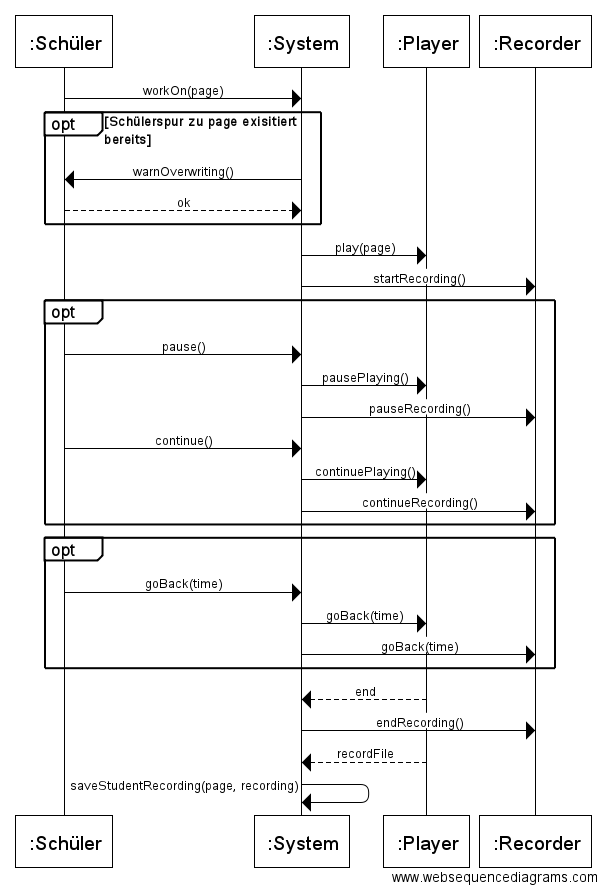 :Schüler :System :Player :Recorder
workOn(page)
opt [Schülerspur zu page exisitiert
bereits]
warnOverwriting()
ok
play(page)
startRecording()
opt
pause()
pausePlaying()
pauseRecording()
continue()
continuePlaying()
continueRecording()
opt
goBack(time)
goBack(time)
goBack(time)
end
endRecording()
recordFile
saveStudentRecording(page, recording)
:Schüler :System :Player :Recorder
www.websequencediagrams.com